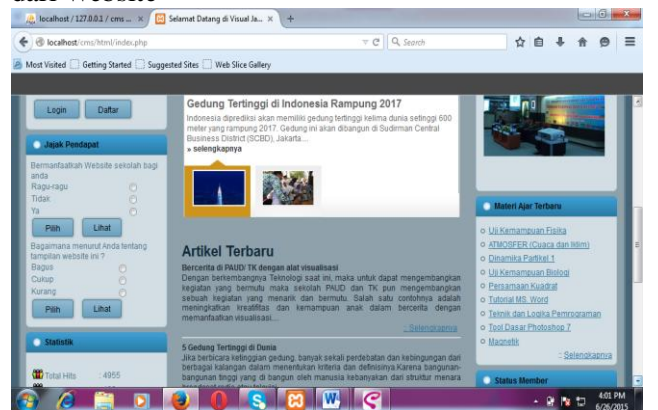 dari website
localhost / 127.0.0.1 / cms ...
Selamat Datang di Visual Ja...
localhost/cms/html/index.php
Search
Most Visited
Getting Started
Suggested Sites
Web Slice Gallery
Login
Daftar
Jajak Pendapat
Bermanfaatkah Website sekolah bagi
anda
Ragu-ragu
Tidak
Ya
Pilih
Lihat
Bagaimana menurut Anda tentang
tampilan website ini ?
Bagus
Cukup
Kurang
Pilih
Lihat
Statistik
Total Hits : 4955
Gedung Tertinggi di Indonesia Rampung 2017
Indonesia diprediksi akan memiliki gedung tertinggi kelima dunia setinggi 600
meter yang rampung 2017. Gedung ini akan dibangun di Sudirman Central
Business District (SCBD), Jakarta....
» selengkapnya
Artikel Terbaru
Bercerita di PAUD/ TK dengan alat visualisasi
Dengan berkembangnya Teknologi saat ini, maka untuk dapat mengembangkan
kegiatan yang bermutu maka sekolah PAUD dan TK pun mengembangkan
sebuah kegiatan yang menarik dan bermutu. Salah satu contohnya adalah
meningkatkan kreatifitas dan kemampuan anak dalam bercerita dengan
memanfaatkan visualisasi....
:: Selengkapnya
5 Gedung Tertinggi di Dunia
Jika berbicara ketinggian gedung, banyak sekali perdebatan dan kebingungan dari
berbagai kalangan dalam menentukan kriteria dan definisinya.Karena bangunan-
bangunan tinggi yang di bangun oleh manusia kebanyakan dari struktur menara
Materi Ajar Terbaru
Uji Kemampuan Fisika
ATMOSFER (Cuaca dan Iklim)
Dinamika Partikel 1
Uji Kemampuan Biologi
Persamaan Kuadrat
Tutorial MS. Word
Teknik dan Logika Pemrograman
Tool Dasar Photoshop 7
Magnetik
:: Selengkapnya
Status Member
4:01 PM
6/26/2015